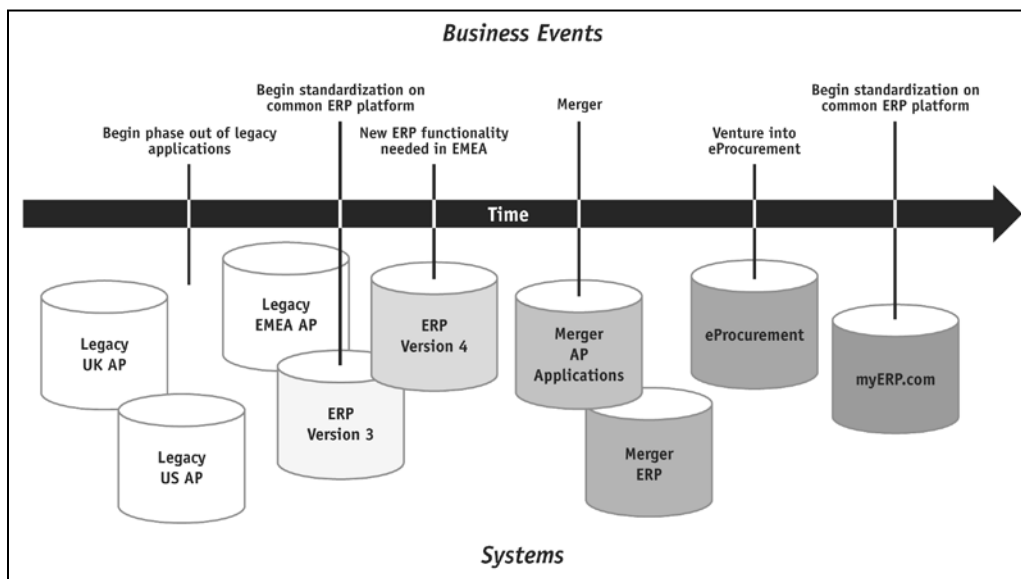 Business Events
Begin standardization on
common ERP platform
Begin phase out of legacy
applications
New ERP functionality
needed in EMEA
Merger
Venture into
eProcurement
Begin standardization on
common ERP platform
Time
Legacy
UK AP
Legacy
US AP
Legacy
EMEA AP
ERP
Version 3
ERP
Version 4
Merger
AP
Applications
Merger
ERP
eProcurement
myERP.com
Systems